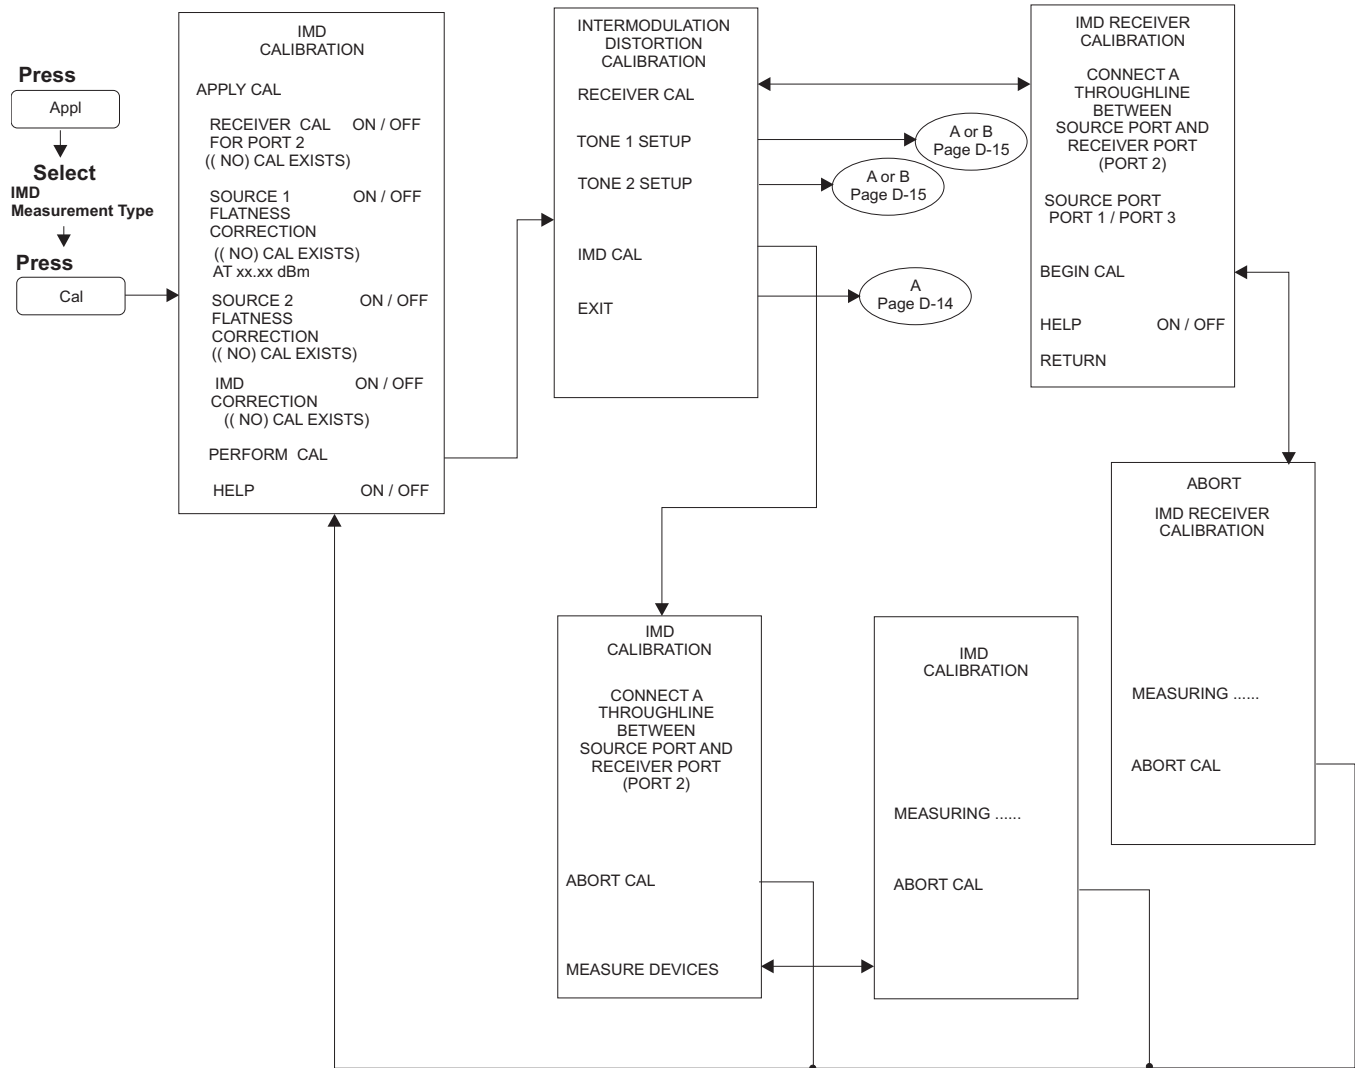 Press
Appl
Select
IMD
Measurement Type
Press
Cal
IMD
CALIBRATION
APPLY CAL
RECEIVER CAL ON / OFF
FOR PORT 2
(( NO) CAL EXISTS)
SOURCE 1 ON / OFF
FLATNESS
CORRECTION
(( NO) CAL EXISTS)
AT xx.xx dBm
SOURCE 2 ON / OFF
FLATNESS
CORRECTION
(( NO) CAL EXISTS)
IMD ON / OFF
CORRECTION
(( NO) CAL EXISTS)
PERFORM CAL
HELP ON / OFF
INTERMODULATION
DISTORTION
CALIBRATION
RECEIVER CAL
TONE 1 SETUP
TONE 2 SETUP
IMD CAL
EXIT
A or B
Page D-15
A or B
Page D-15
A
Page D-14
IMD RECEIVER
CALIBRATION
CONNECT A
THROUGHLINE
BETWEEN
SOURCE PORT AND
RECEIVER PORT
(PORT 2)
SOURCE PORT
PORT 1 / PORT 3
BEGIN CAL
HELP ON / OFF
RETURN
ABORT
IMD RECEIVER
CALIBRATION
MEASURING ......
ABORT CAL
IMD
CALIBRATION
CONNECT A
THROUGHLINE
BETWEEN
SOURCE PORT AND
RECEIVER PORT
(PORT 2)
ABORT CAL
MEASURE DEVICES
IMD
CALIBRATION
MEASURING ......
ABORT CAL